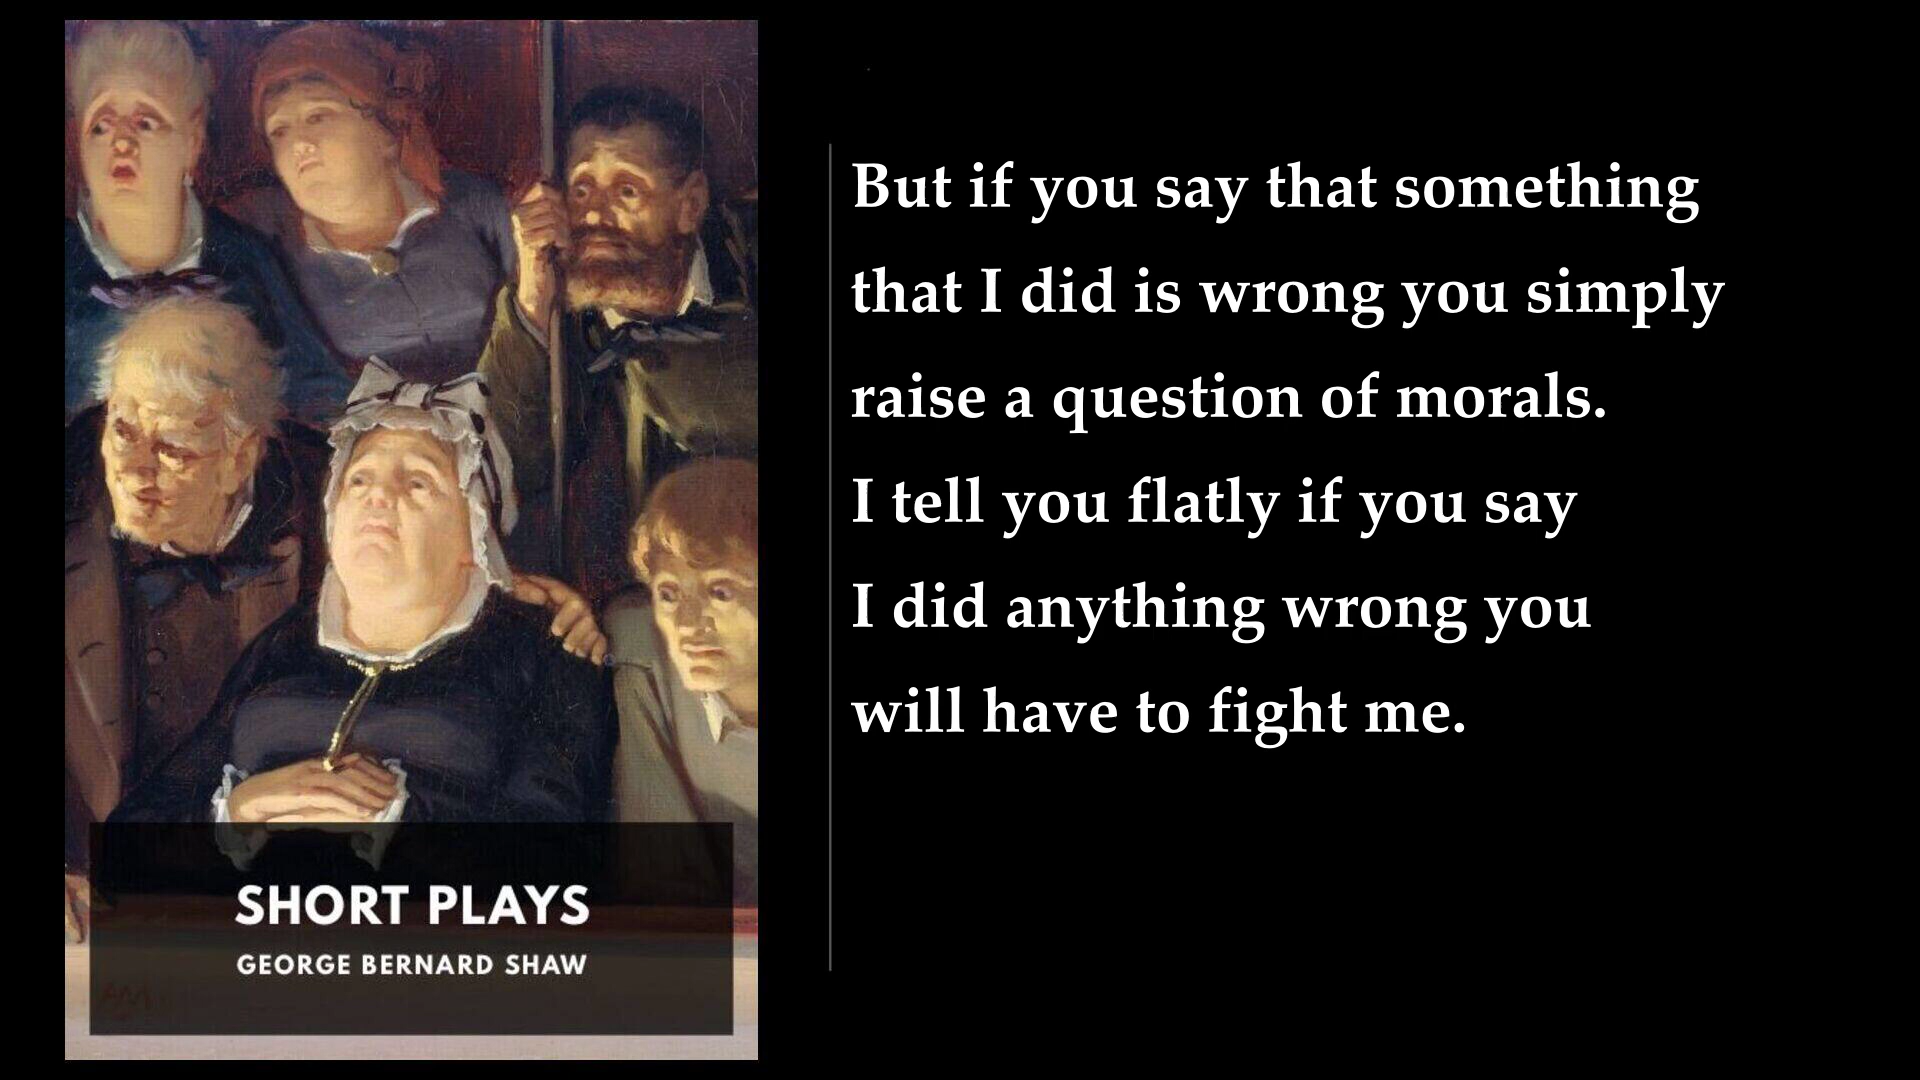 But if you say that something
that I did is wrong you simply
raise a question of morals.
I tell you flatly if you say
I did anything wrong you
will have to fight me.
SHORT PLAYS
GEORGE BERNARD SHAW